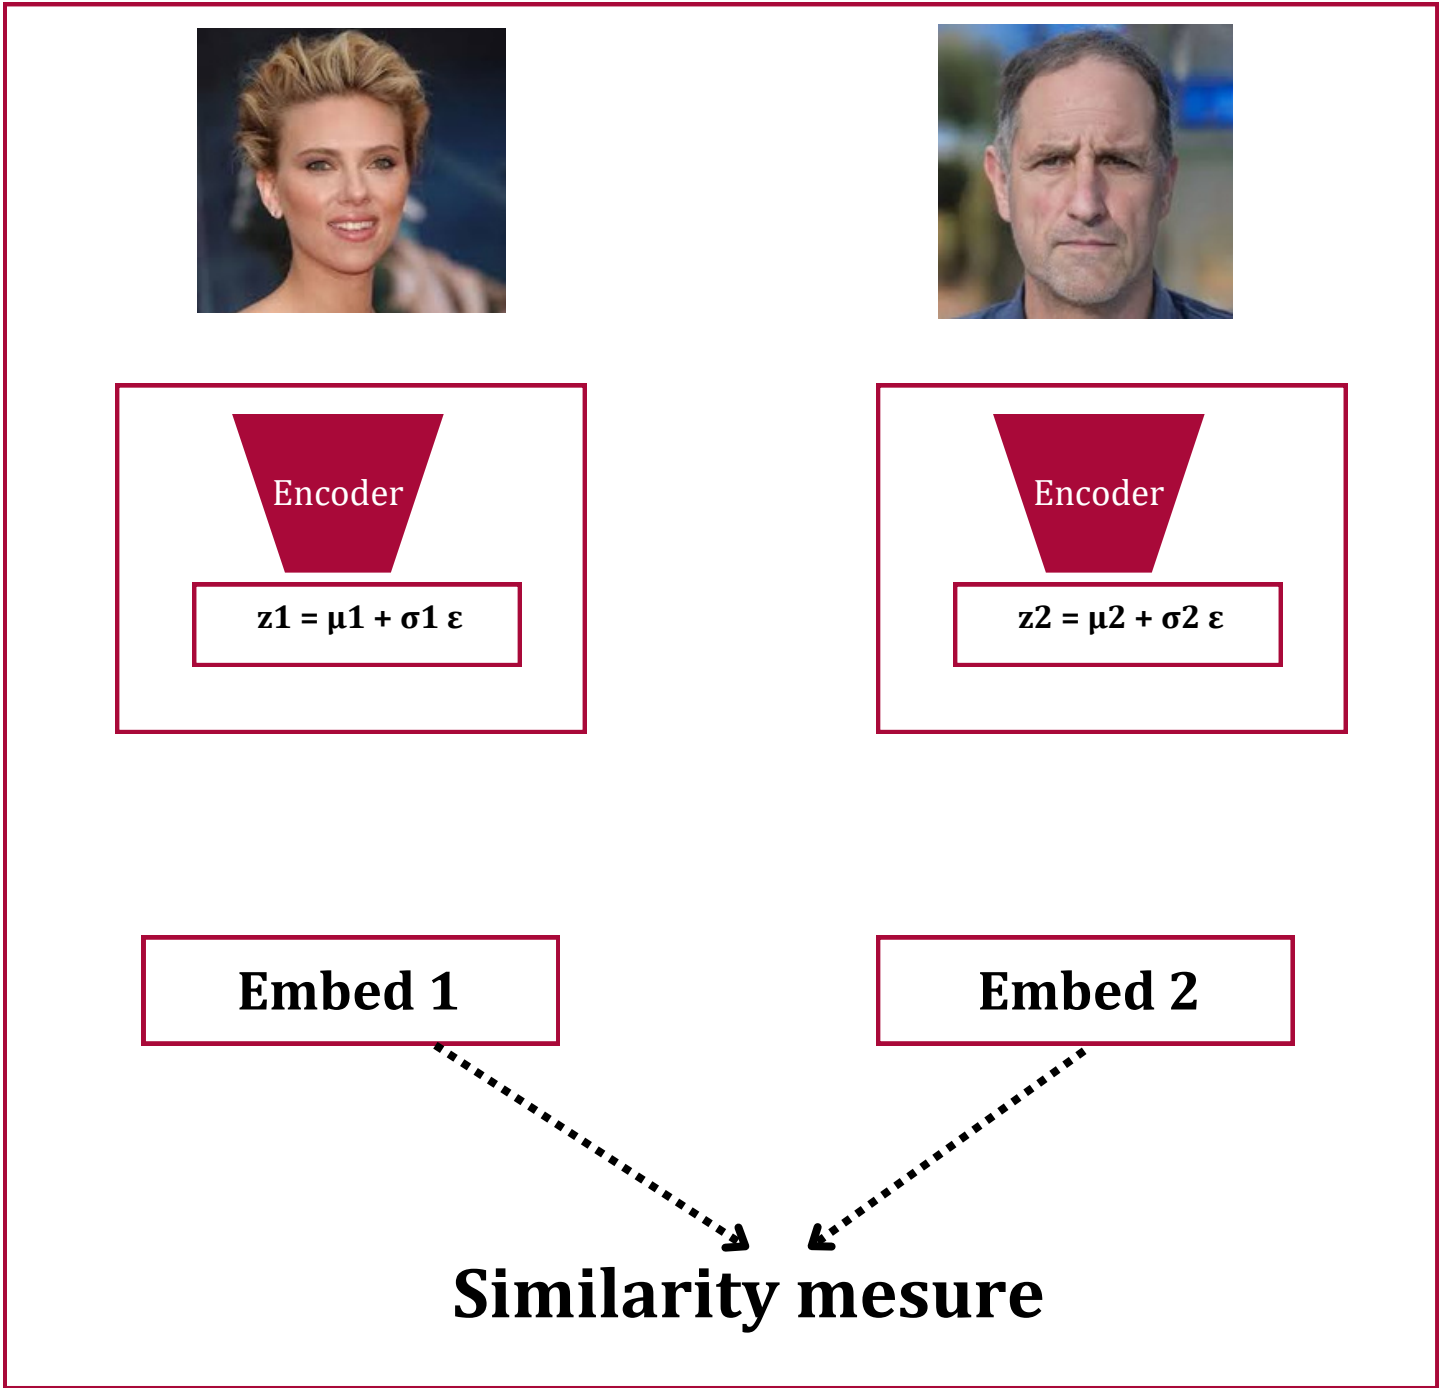 Encoder
Encoder
z1 = μ1 + σ1 ε
z2 = μ2 + σ2 ε
Embed 1
Embed 2
Similarity mesure